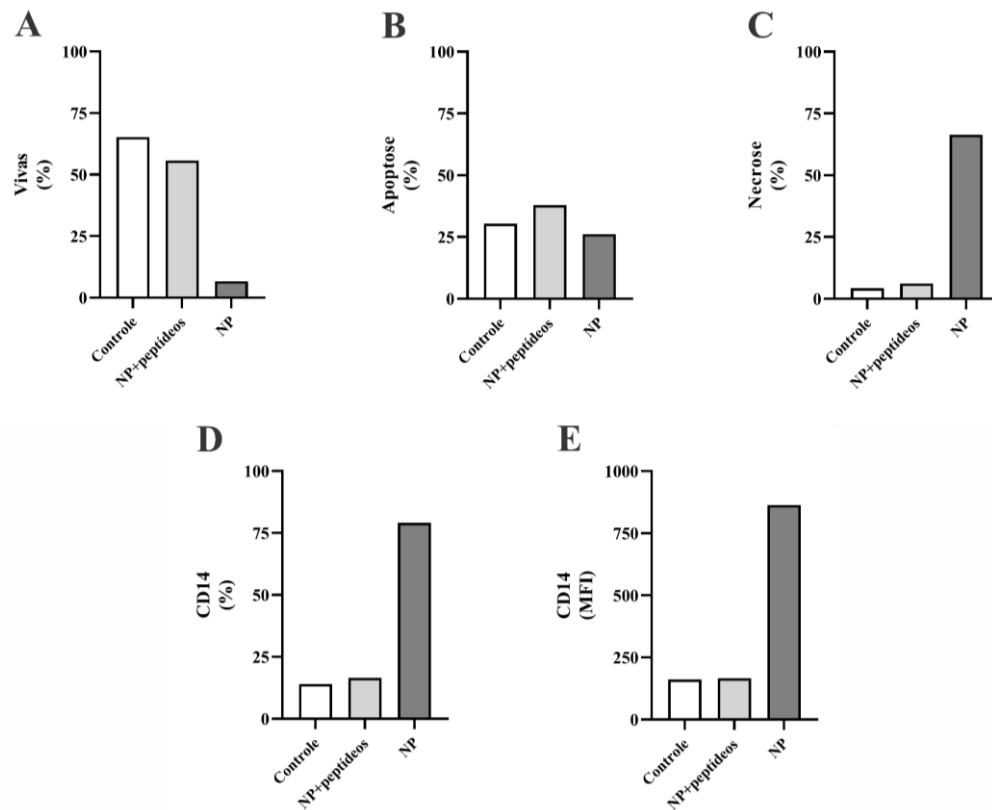 A
100
75
50
25
0
Vivas
(%)
Controle
NP+peptídeos
NP
B
100
75
50
25
0
Apoptose
(%)
Controle
NP+peptídeos
NP
C
100
75
50
25
0
Necrose
(%)
Controle
NP+peptídeos
NP
D
100
75
50
25
0
CD14
(%)
Controle
NP+peptídeos
NP
E
1000
750
500
250
0
CD14
(MFI)
Controle
NP+peptídeos
NP